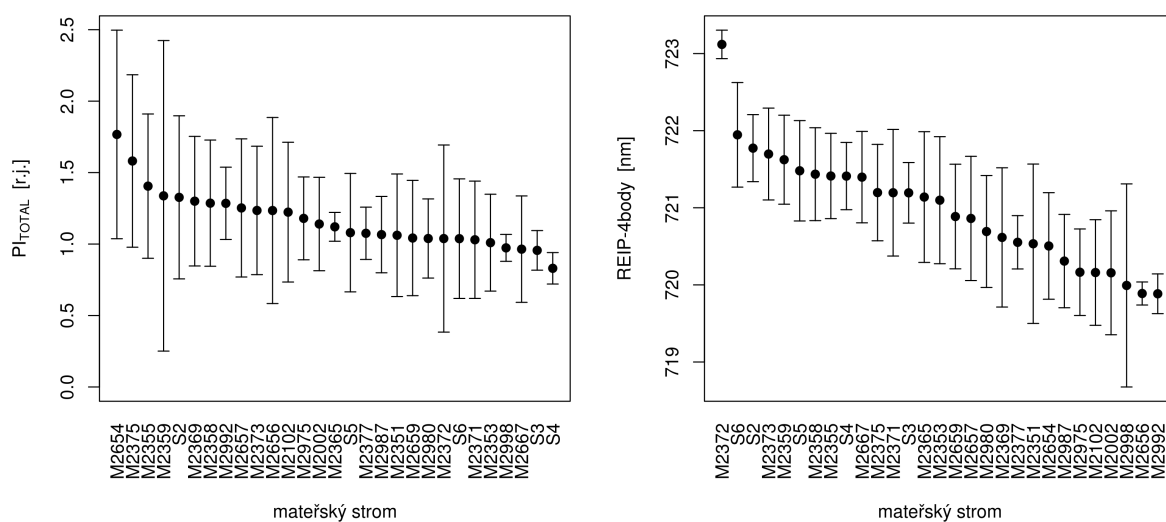 PI_TOTAL [r.j.]
2.5
2.0
1.5
1.0
0.5
0.0
M2654
M2375
M2355
M2359
S2
M2369
M2358
M2992
M2657
M2373
M2656
M2102
M2975
M2002
M2365
S5
M2377
M2987
M2351
M2659
M2980
M2372
S6
M2371
M2353
M2998
M2667
S3
S4
mateřský strom
REIP-4body [nm]
723
722
721
720
719
M2372
S6
S2
M2373
M2359
S5
M2358
M2355
S4
M2667
M2375
M2371
S3
M2365
M2353
M2659
M2657
M2980
M2369
M2377
M2351
M2654
M2987
M2975
M2102
M2002
M2998
M2656
M2992
mateřský strom